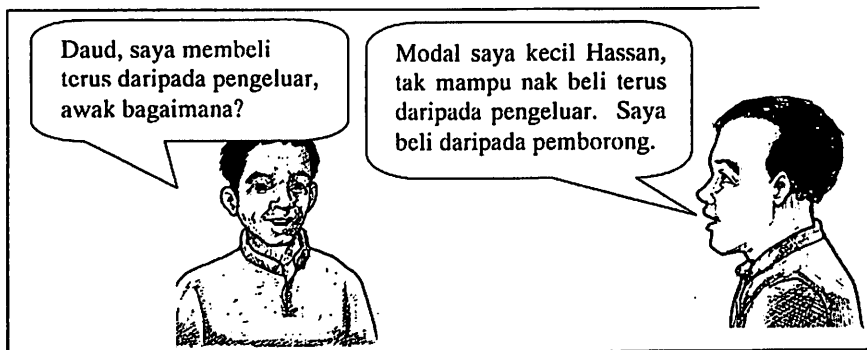 Daud, saya membeli
terus daripada pengeluar,
awak bagaimana?
Modal saya kecil Hassan,
tak mampu nak beli terus
daripada pengeluar. Saya
beli daripada pemborong.